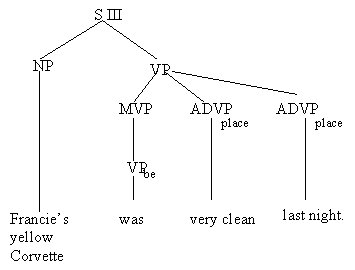 S III
NP
VP
MVP
ADVP
place
ADVP
place
VP
be
Francie's
yellow
Corvette
was
very clean
last night.